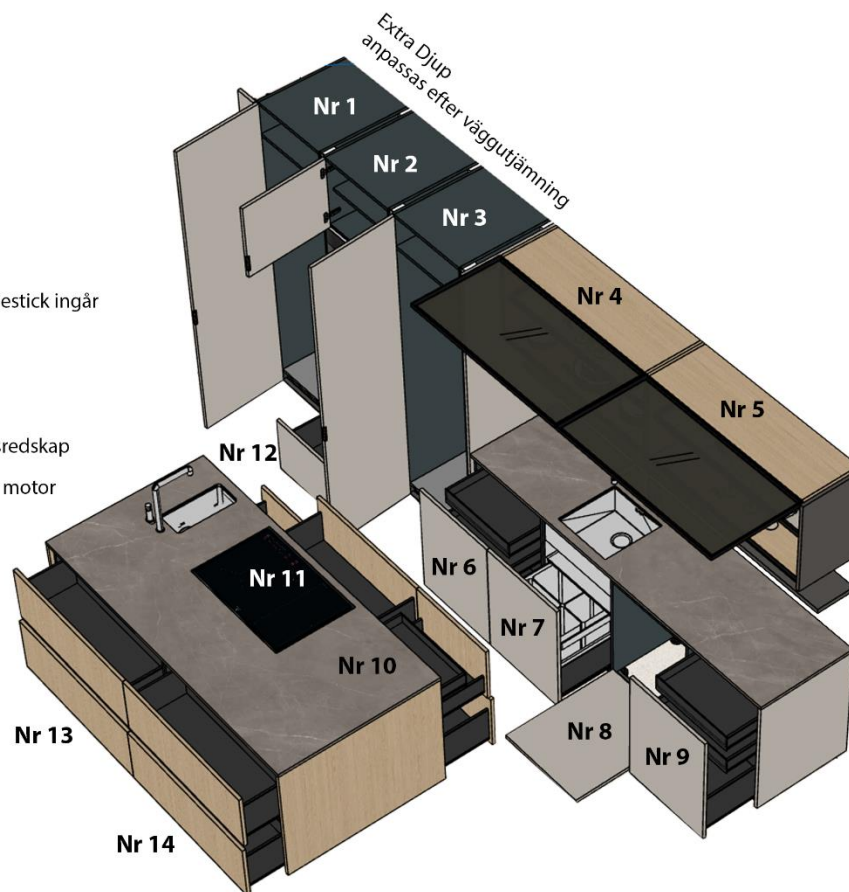 Extra Djup
anpassas efter väggutjämning
Nr 1
Nr 2
Nr 3
Nr 4
Nr 5
estick ingår
redskap
motor
Nr 12
Nr 6
Nr 7
Nr 11
Nr 10
Nr 8
Nr 9
Nr 13
Nr 14